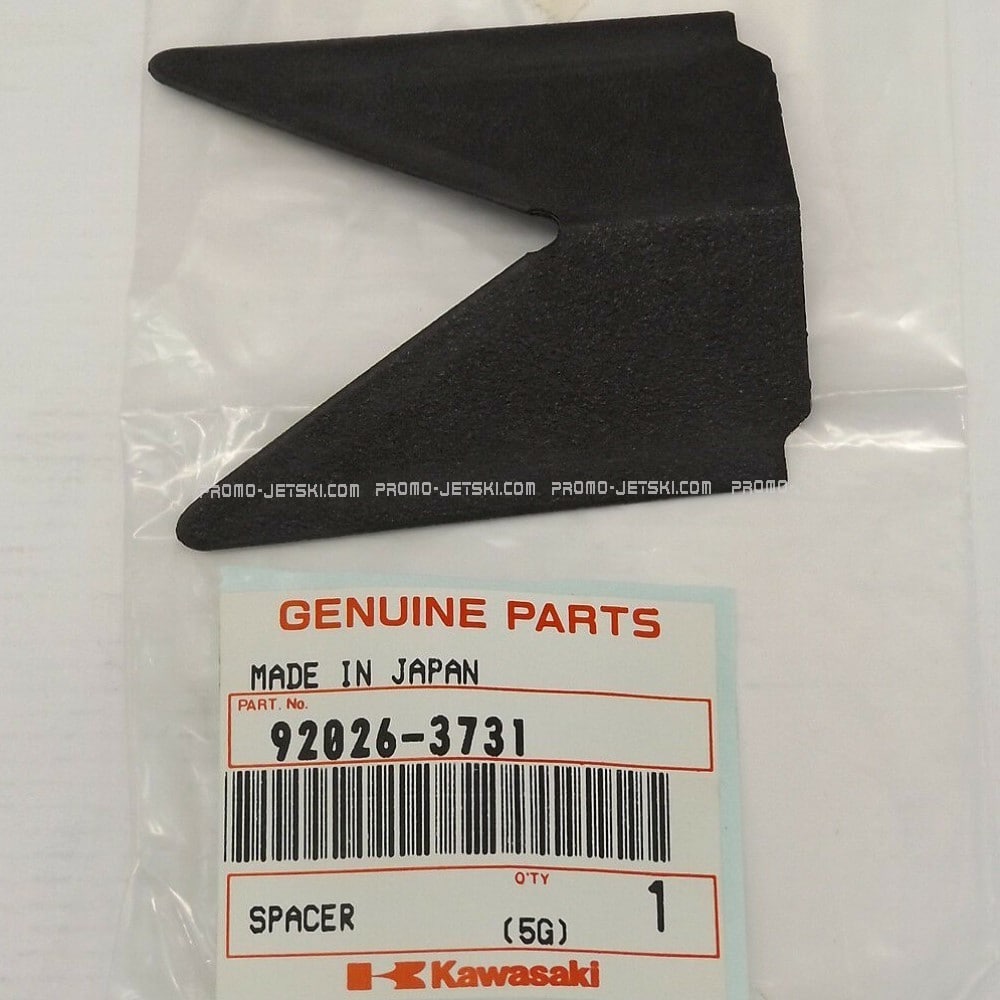 PROMO-JETSKI.COM PROMO-JETSKI.COM PROMO-JETSKI.COM PROMO-
GENUINE PARTS
MADE IN JAPAN
PART. No.
92026-3731
Q'TY
SPACER (5G) 1
Kawasaki